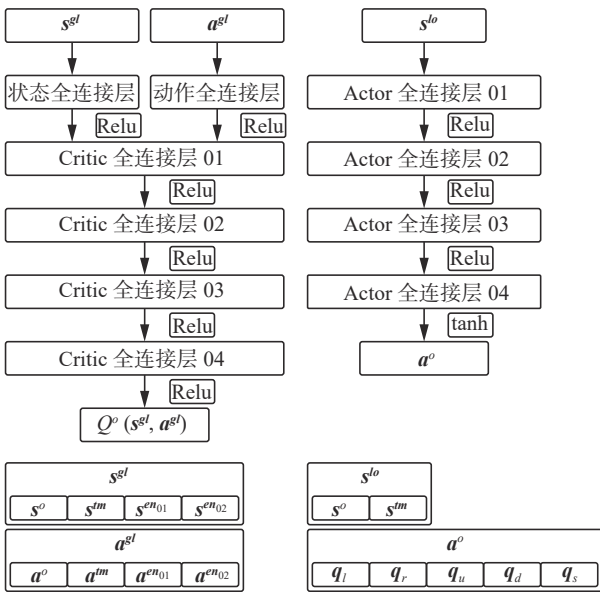 s^gl a^gl
状态全连接层 动作全连接层
Relu Relu
Critic 全连接层 01
Relu
Critic 全连接层 02
Relu
Critic 全连接层 03
Relu
Critic 全连接层 04
Relu
Q^o (s^gl, a^gl)
s^lo
Actor 全连接层 01
Relu
Actor 全连接层 02
Relu
Actor 全连接层 03
Relu
Actor 全连接层 04
tanh
a^o
s^gl
s^o s^tm s^en01 s^en02
a^gl
a^o a^tm a^en01 a^en02
s^lo
s^o s^tm
a^o
q_l q_r q_u q_d q_s